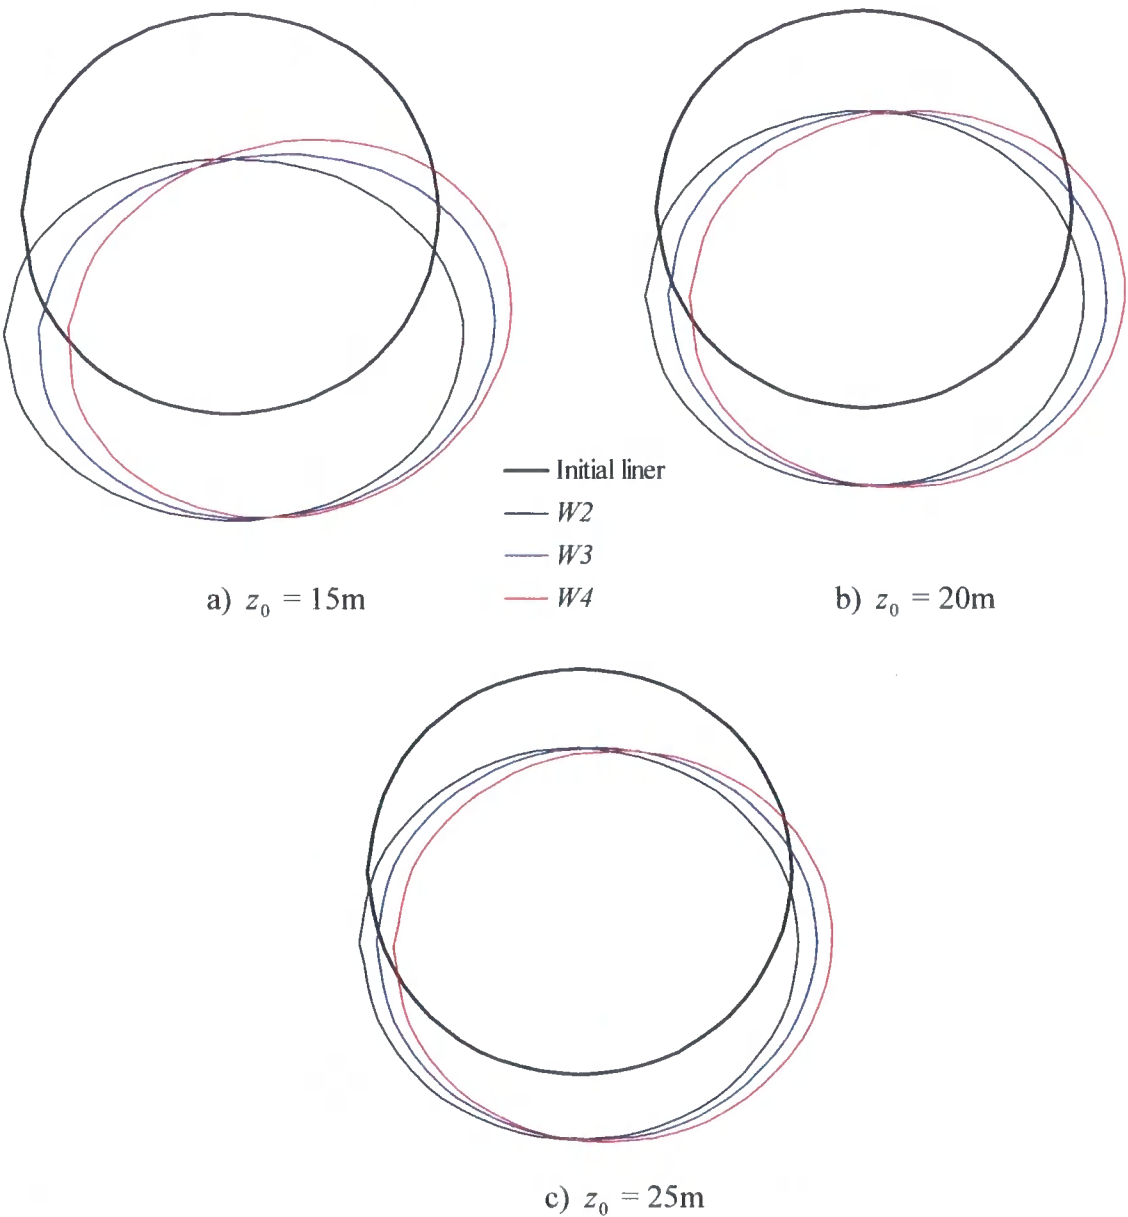 Initial liner
W2
W3
W4
a) z₀ = 15m
b) z₀ = 20m
c) z₀ = 25m